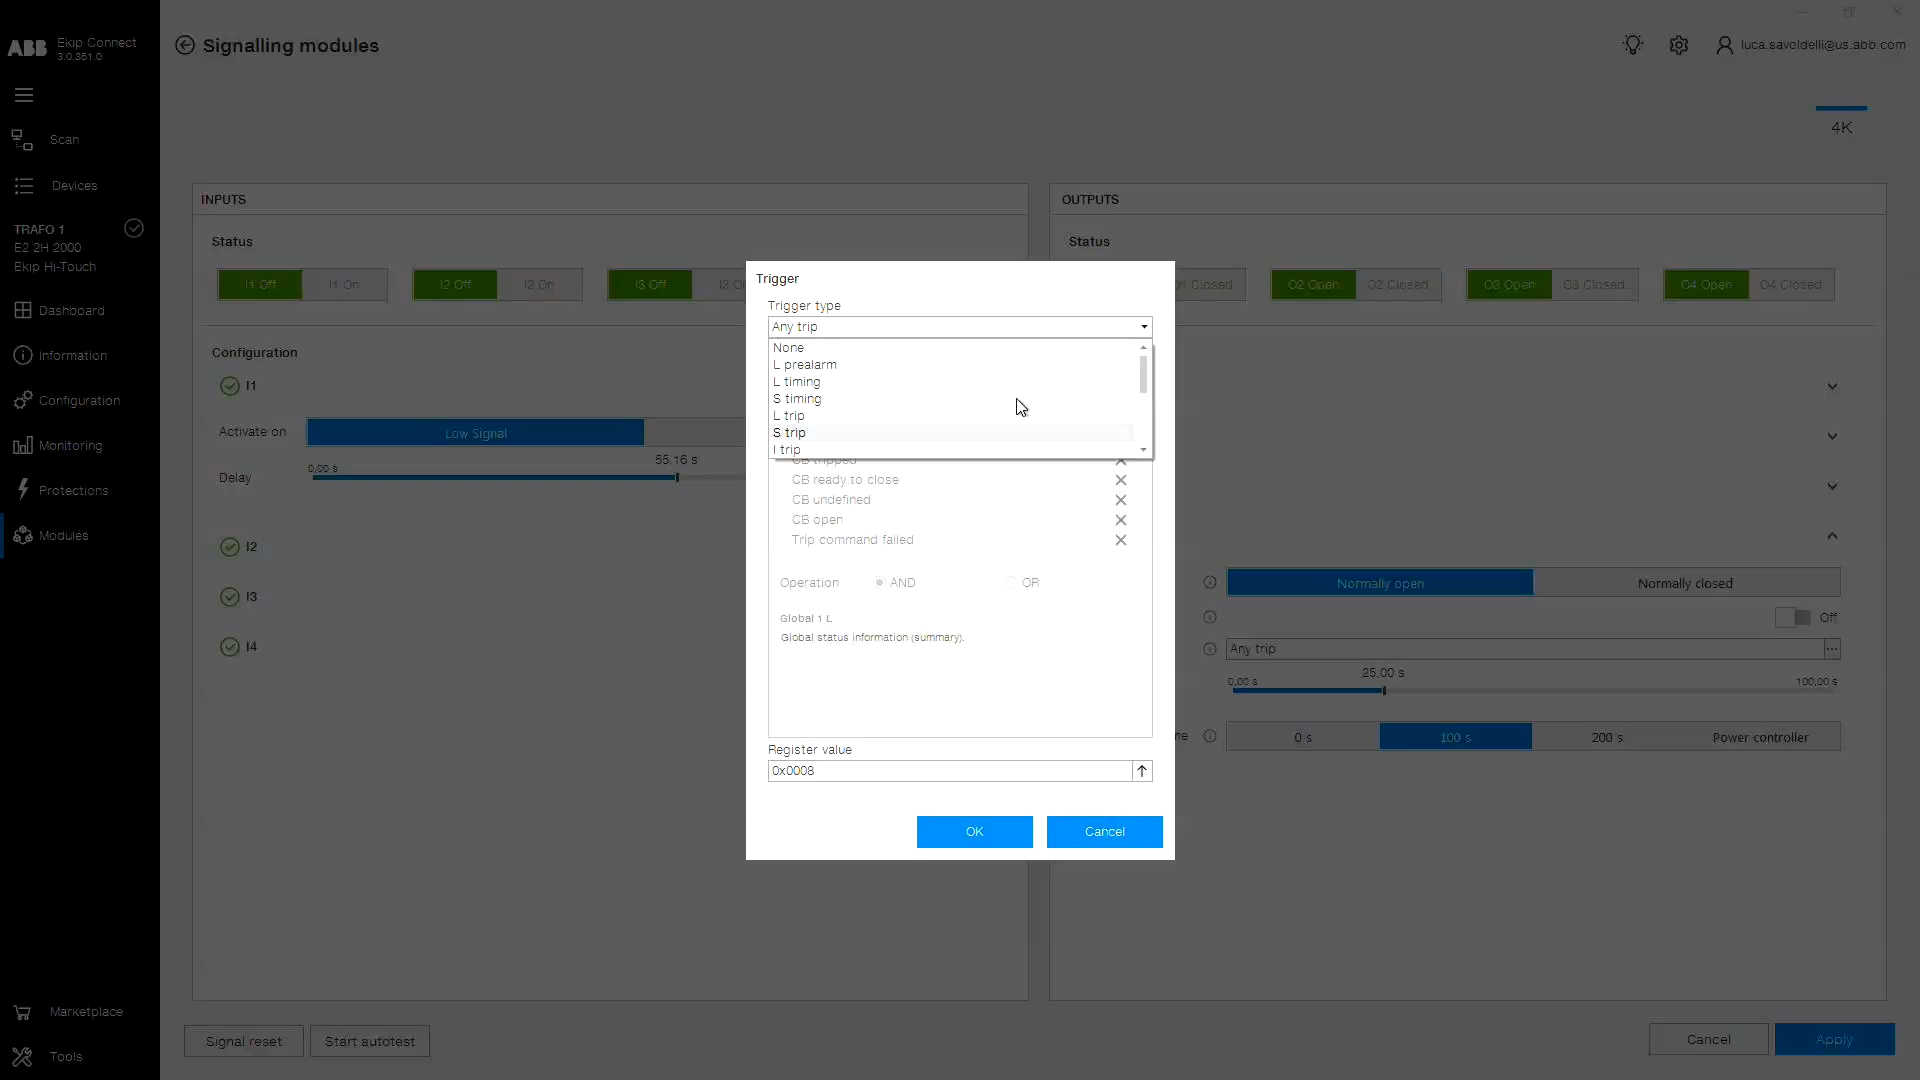 ABB
Ekip Connect
3.0.351.0
Signalling modules
luca.savoldelli@us.abb.com
Scan
Devices
TRAFO 1
E2.2H 2000
Ekip Hi-Touch
Dashboard
Information
Configuration
Monitoring
Protections
Modules
Marketplace
Tools
4K
INPUTS
Status
I1 Off I1 On I2 Off I2 On I3 Off
Configuration
I1
Activate on Low Signal
Delay 0,00 s 55,16 s
I2
I3
I4
OUTPUTS
Status
Closed O2 Open O2 Closed O3 Open O3 Closed O4 Open O4 Closed
Normally open Normally closed
Off
Any trip ...
0,00 s 25,00 s 100,00 s
0 s 100 s 200 s Power controller
Trigger
Trigger type
Any trip
None
L prealarm
L timing
S timing
L trip
S trip
I trip
CB tripped
CB ready to close
CB undefined
CB open
Trip command failed
Operation AND OR
Global 1 L
Global status information (summary).
Register value
0x0008
OK Cancel
Signal reset Start autotest
Cancel Apply